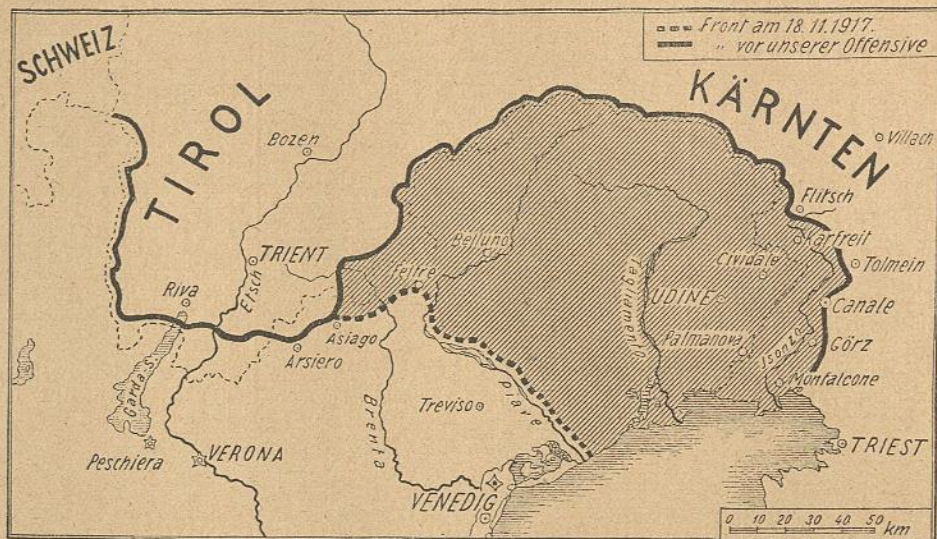 Front am 18.11.1917.
" vor unserer Offensive
SCHWEIZ
TIROL
KÄRNTEN
Villach
Bozen
Flitsch
Karfreit
Tolmein
TRIENT
Etsch
Belluno
Cividale
Feltre
Tagliamento
UDINE
Canale
Riva
Asiago
Arsiero
Palmanova
Isonzo
Görz
Monfalcone
Garda S.
Brenta
Treviso
Piave
Peschiera
VERONA
TRIEST
VENEDIG
0 10 20 30 40 50
km